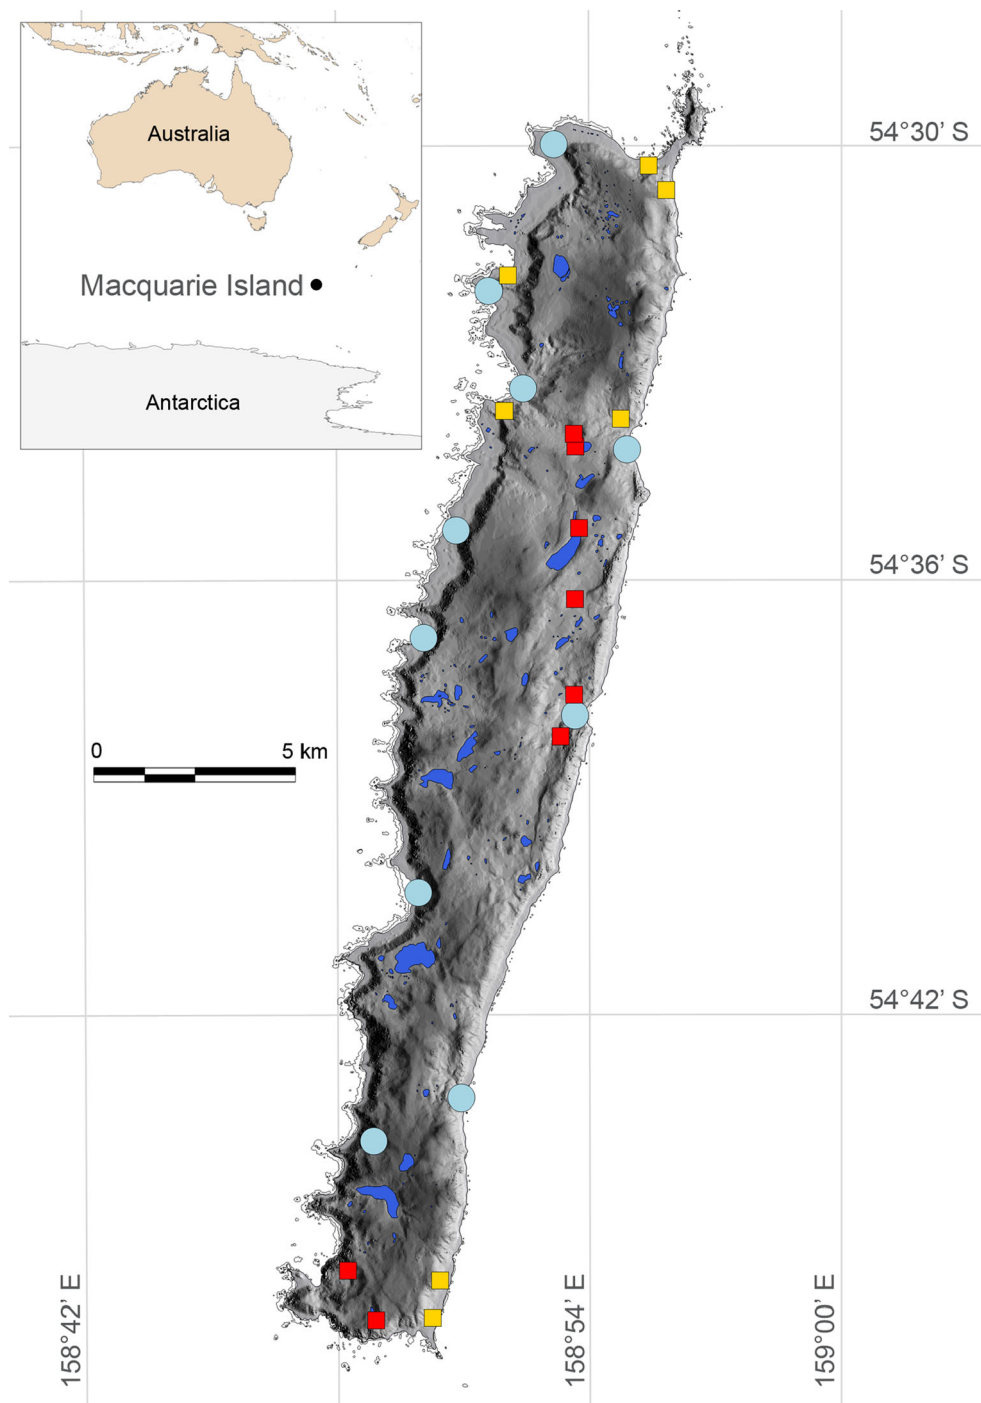 Australia
Macquarie Island
Antarctica
54°30’ S
54°36’ S
0 5 km
54°42’ S
158°42’ E
158°54’ E
159°00’ E